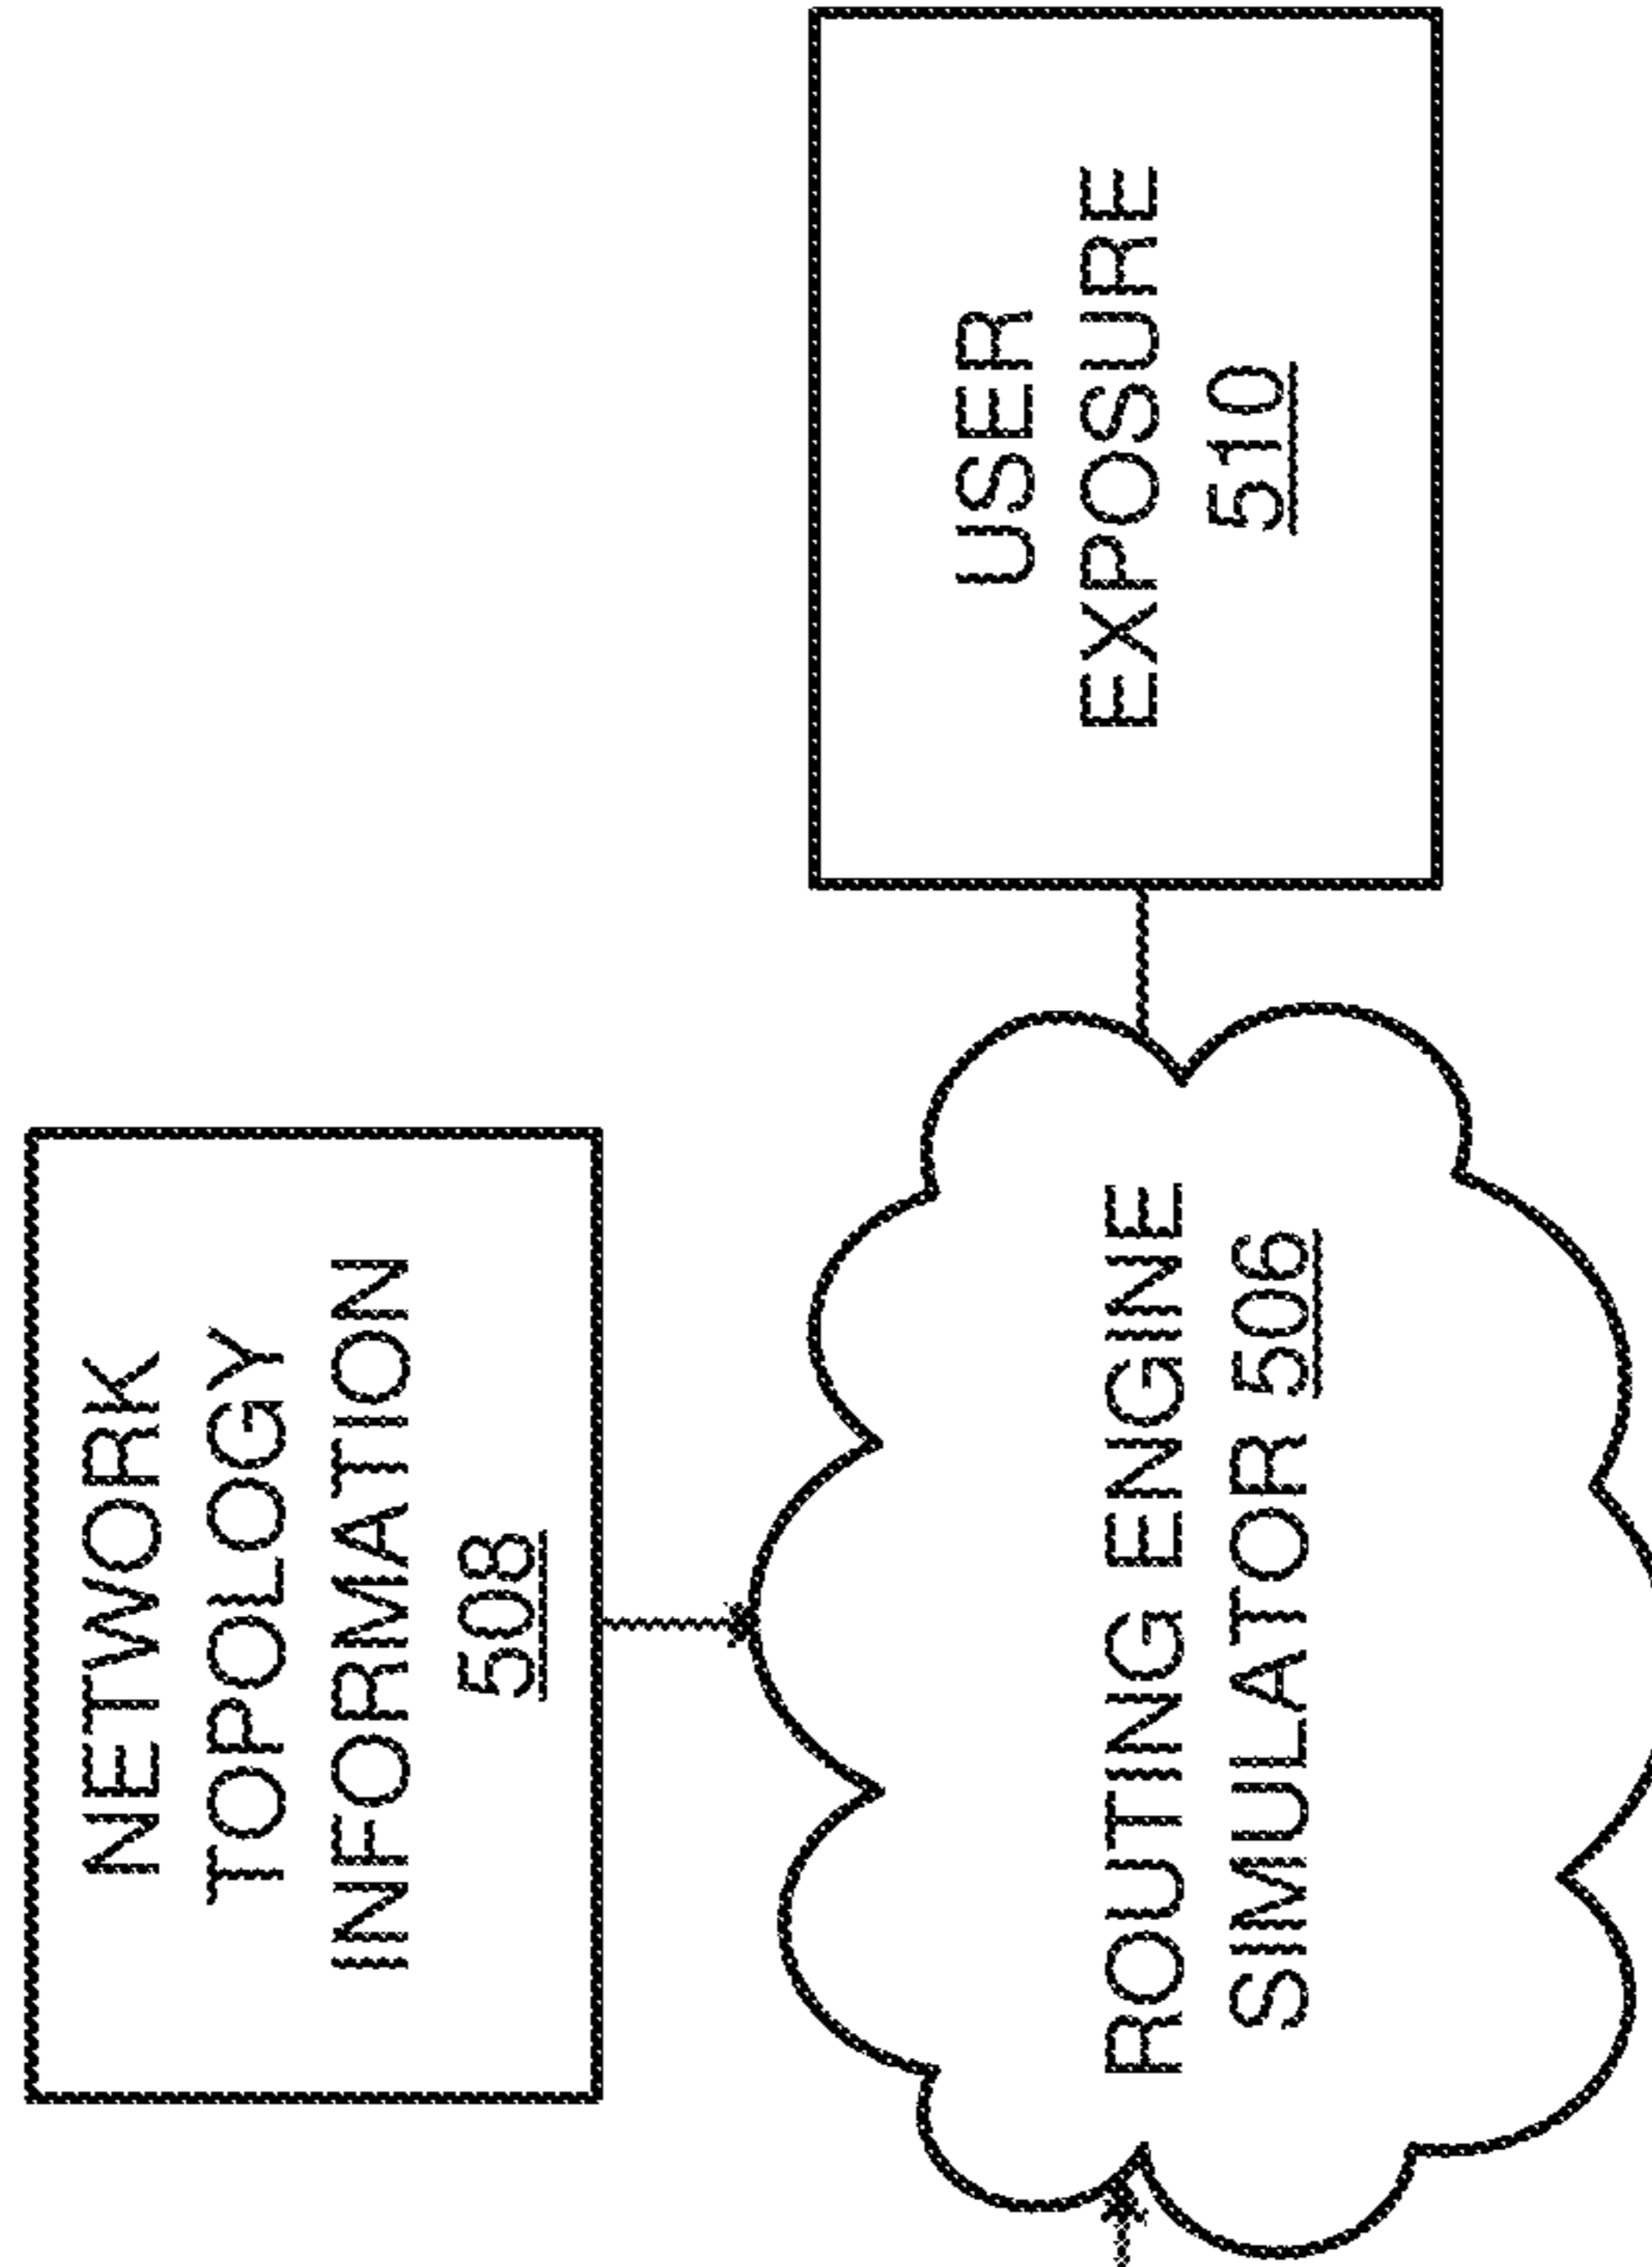 NETWORK
TOPOLOGY
INFORMATION
508
USER
EXPOSURE
510
ROUTING ENGINE
SIMULATOR 506